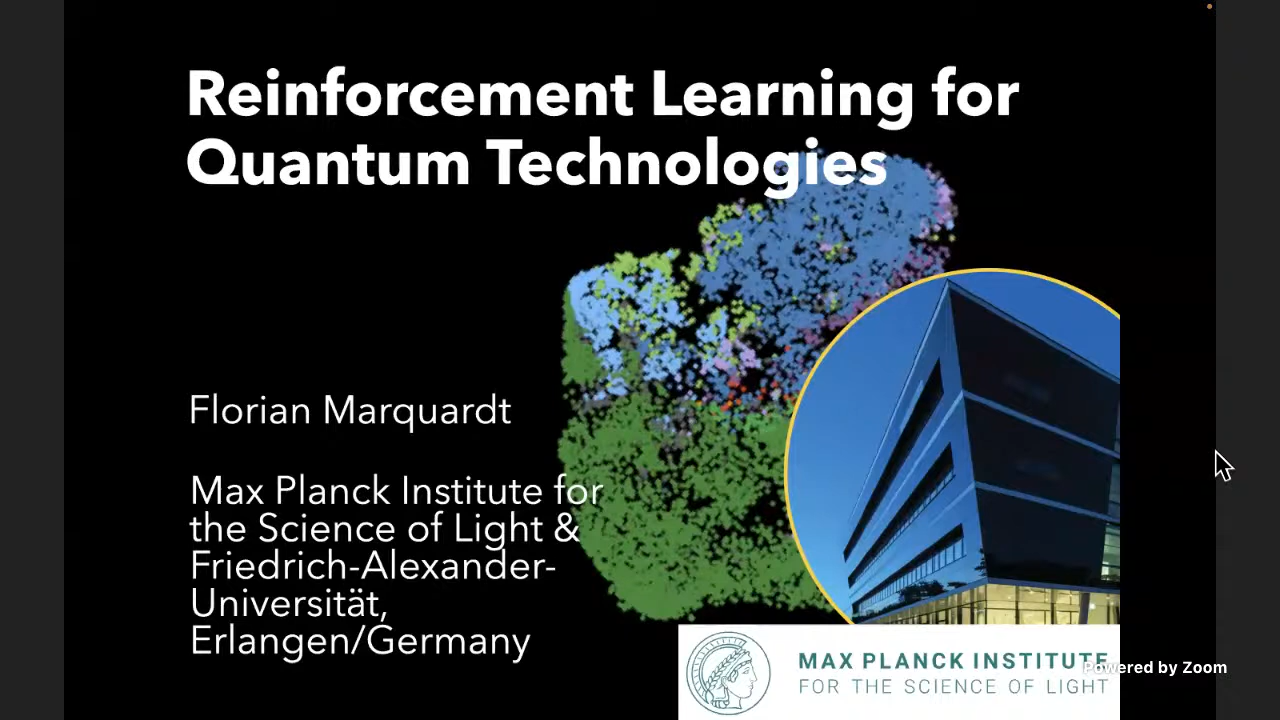 Reinforcement Learning for
Quantum Technologies
Florian Marquardt
Max Planck Institute for
the Science of Light &
Friedrich-Alexander-
Universität,
Erlangen/Germany
MAX PLANCK INSTITUTE
FOR THE SCIENCE OF LIGHT
Powered by Zoom